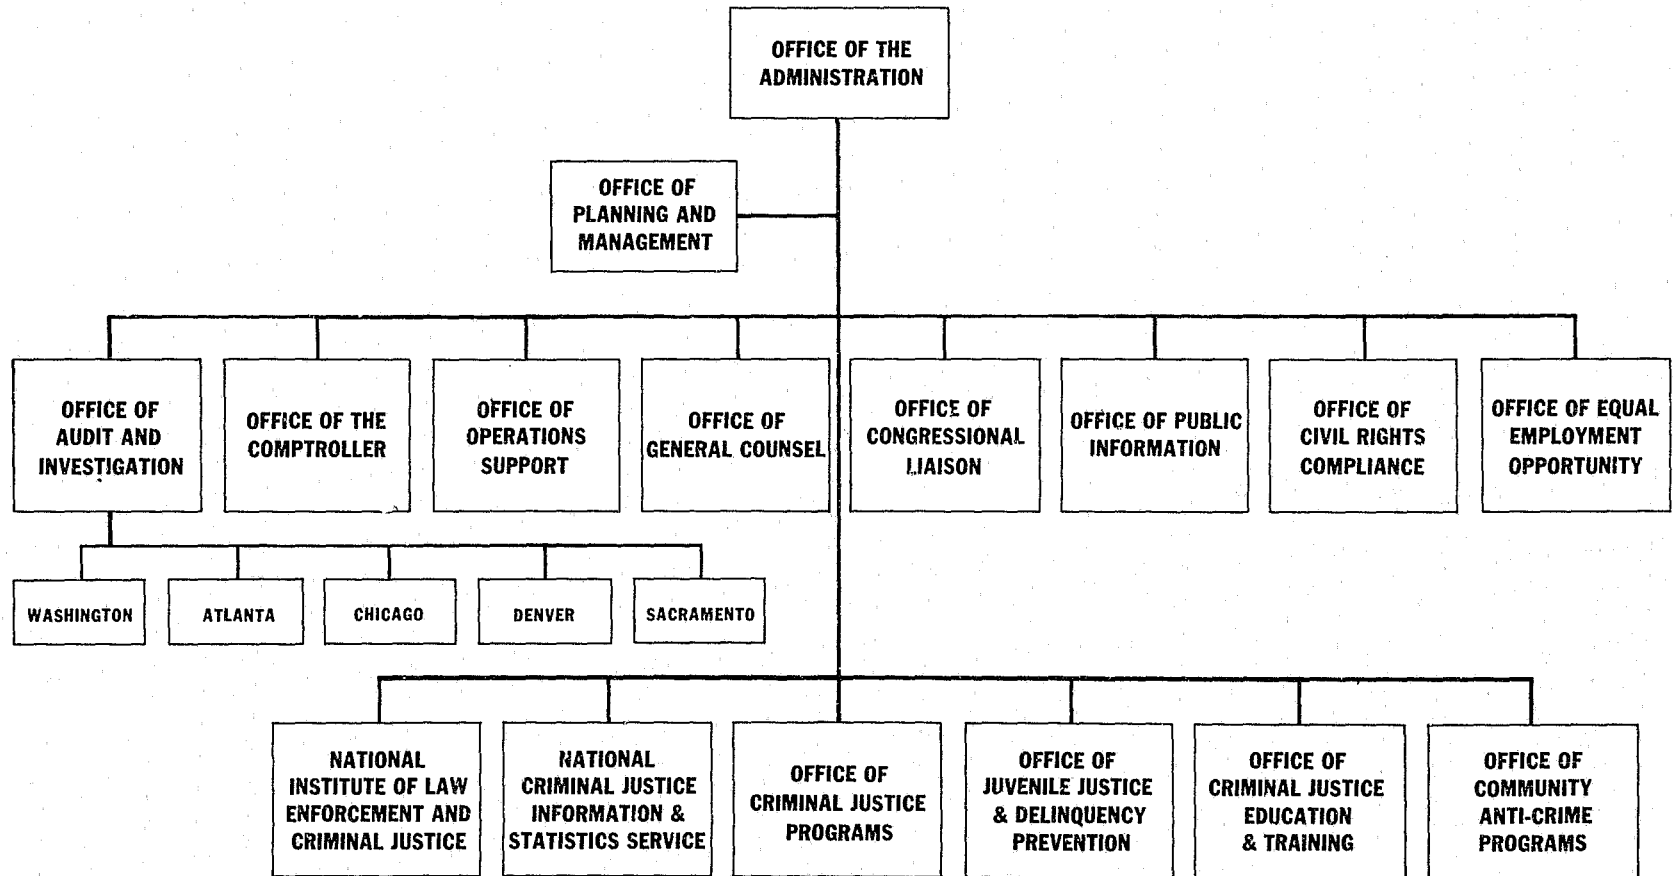 OFFICE OF THE
ADMINISTRATION
OFFICE OF
PLANNING AND
MANAGEMENT
OFFICE OF
AUDIT AND
INVESTIGATION
OFFICE OF THE
COMPTROLLER
OFFICE OF
OPERATIONS
SUPPORT
OFFICE OF
GENERAL COUNSEL
OFFICE OF
CONGRESSIONAL
LIAISON
OFFICE OF PUBLIC
INFORMATION
OFFICE OF
CIVIL RIGHTS
COMPLIANCE
OFFICE OF EQUAL
EMPLOYMENT
OPPORTUNITY
WASHINGTON
ATLANTA
CHICAGO
DENVER
SACRAMENTO
NATIONAL
INSTITUTE OF LAW
ENFORCEMENT AND
CRIMINAL JUSTICE
NATIONAL
CRIMINAL JUSTICE
INFORMATION &
STATISTICS SERVICE
OFFICE OF
CRIMINAL JUSTICE
PROGRAMS
OFFICE OF
JUVENILE JUSTICE
& DELINQUENCY
PREVENTION
OFFICE OF
CRIMINAL JUSTICE
EDUCATION
& TRAINING
OFFICE OF
COMMUNITY
ANTI-CRIME
PROGRAMS